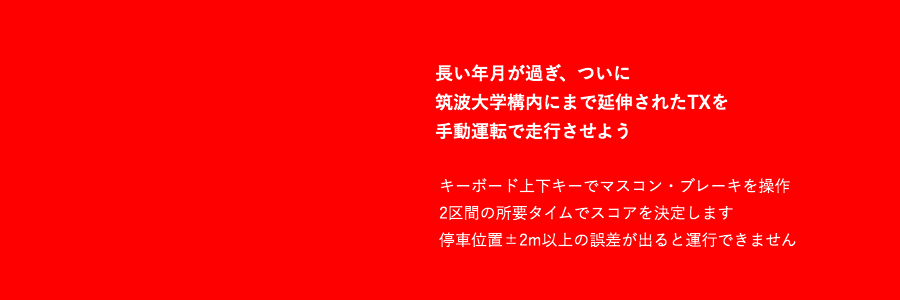 長い年月が過ぎ、ついに
筑波大学構内にまで延伸されたTXを
手動運転で走行させよう
キーボード上下キーでマスコン・ブレーキを操作
2区間の所要タイムでスコアを決定します
停車位置±2m以上の誤差が出ると運行できません